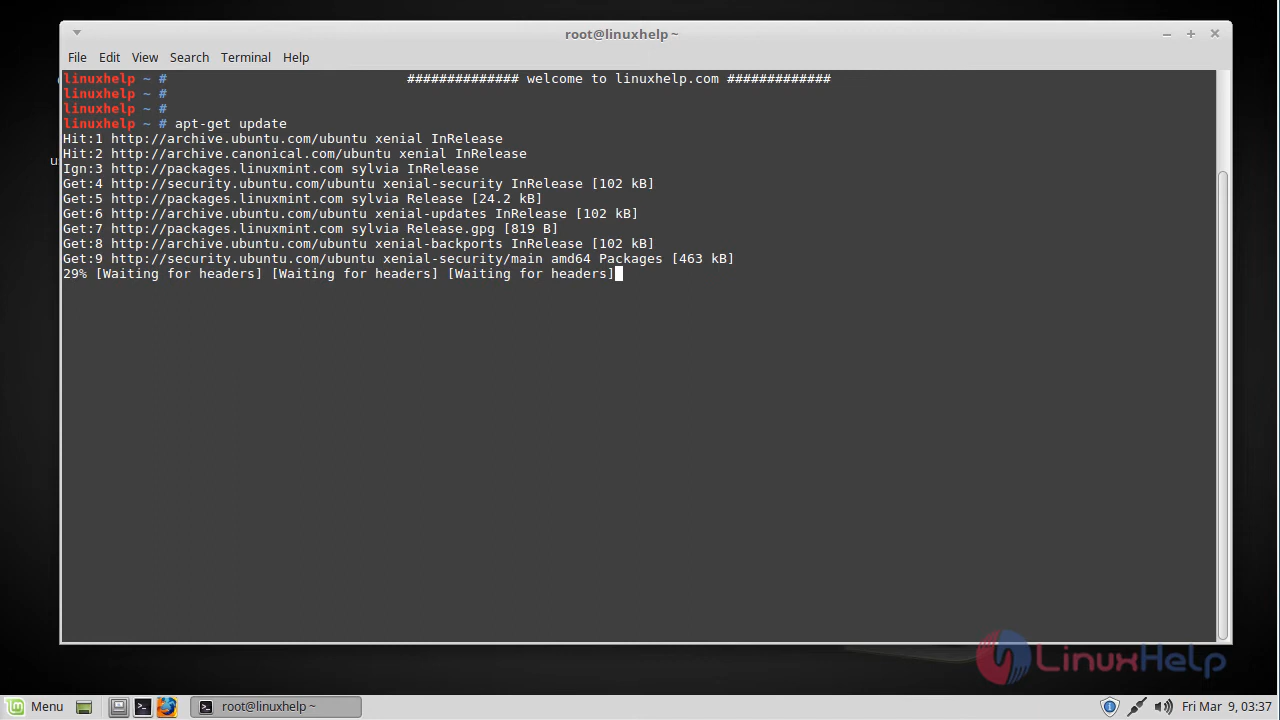 root@linuxhelp ~
File Edit View Search Terminal Help
linuxhelp ~ # ############## welcome to linuxhelp.com #############
linuxhelp ~ #
linuxhelp ~ #
linuxhelp ~ # apt-get update
Hit:1 http://archive.ubuntu.com/ubuntu xenial InRelease
Hit:2 http://archive.canonical.com/ubuntu xenial InRelease
Ign:3 http://packages.linuxmint.com sylvia InRelease
Get:4 http://security.ubuntu.com/ubuntu xenial-security InRelease [102 kB]
Get:5 http://packages.linuxmint.com sylvia Release [24.2 kB]
Get:6 http://archive.ubuntu.com/ubuntu xenial-updates InRelease [102 kB]
Get:7 http://packages.linuxmint.com sylvia Release.gpg [819 B]
Get:8 http://archive.ubuntu.com/ubuntu xenial-backports InRelease [102 kB]
Get:9 http://security.ubuntu.com/ubuntu xenial-security/main amd64 Packages [463 kB]
29% [Waiting for headers] [Waiting for headers] [Waiting for headers]
LinuxHelp
Menu root@linuxhelp ~ Fri Mar 9, 03:37